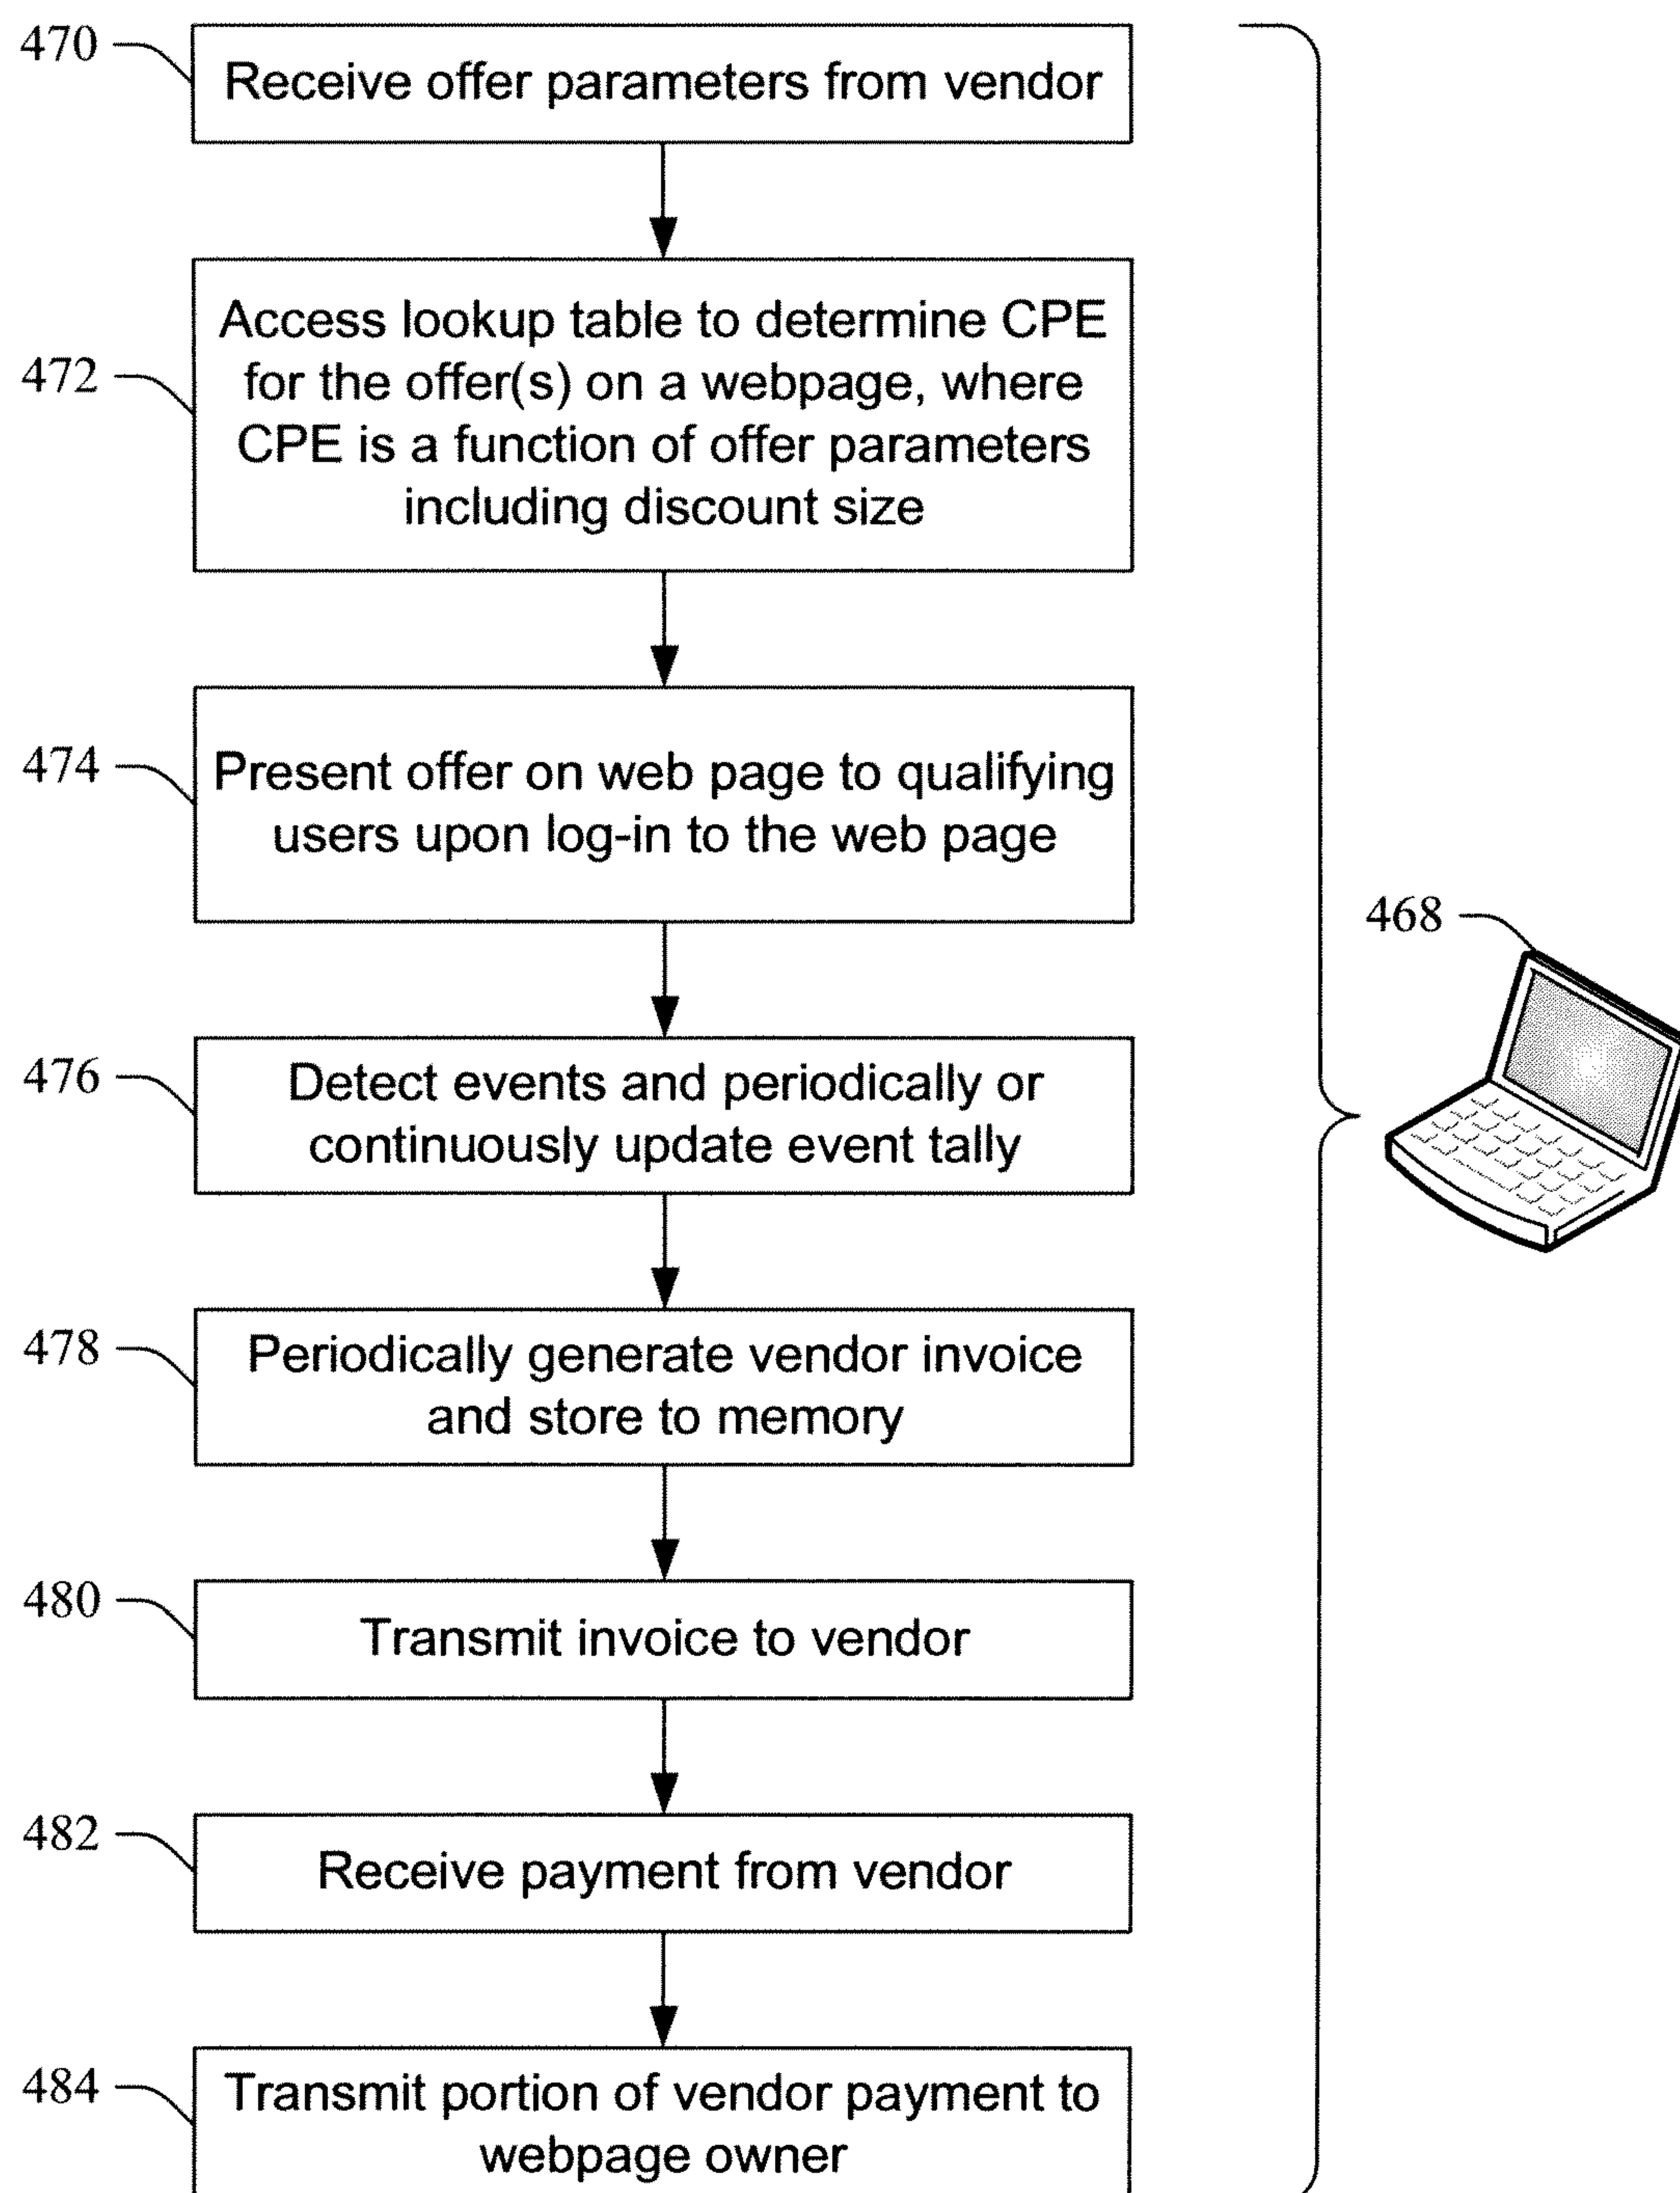 470
Receive offer parameters from vendor
472
Access lookup table to determine CPE
for the offer(s) on a webpage, where
CPE is a function of offer parameters
including discount size
474
Present offer on web page to qualifying
users upon log-in to the web page
468
476
Detect events and periodically or
continuously update event tally
478
Periodically generate vendor invoice
and store to memory
480
Transmit invoice to vendor
482
Receive payment from vendor
484
Transmit portion of vendor payment to
webpage owner